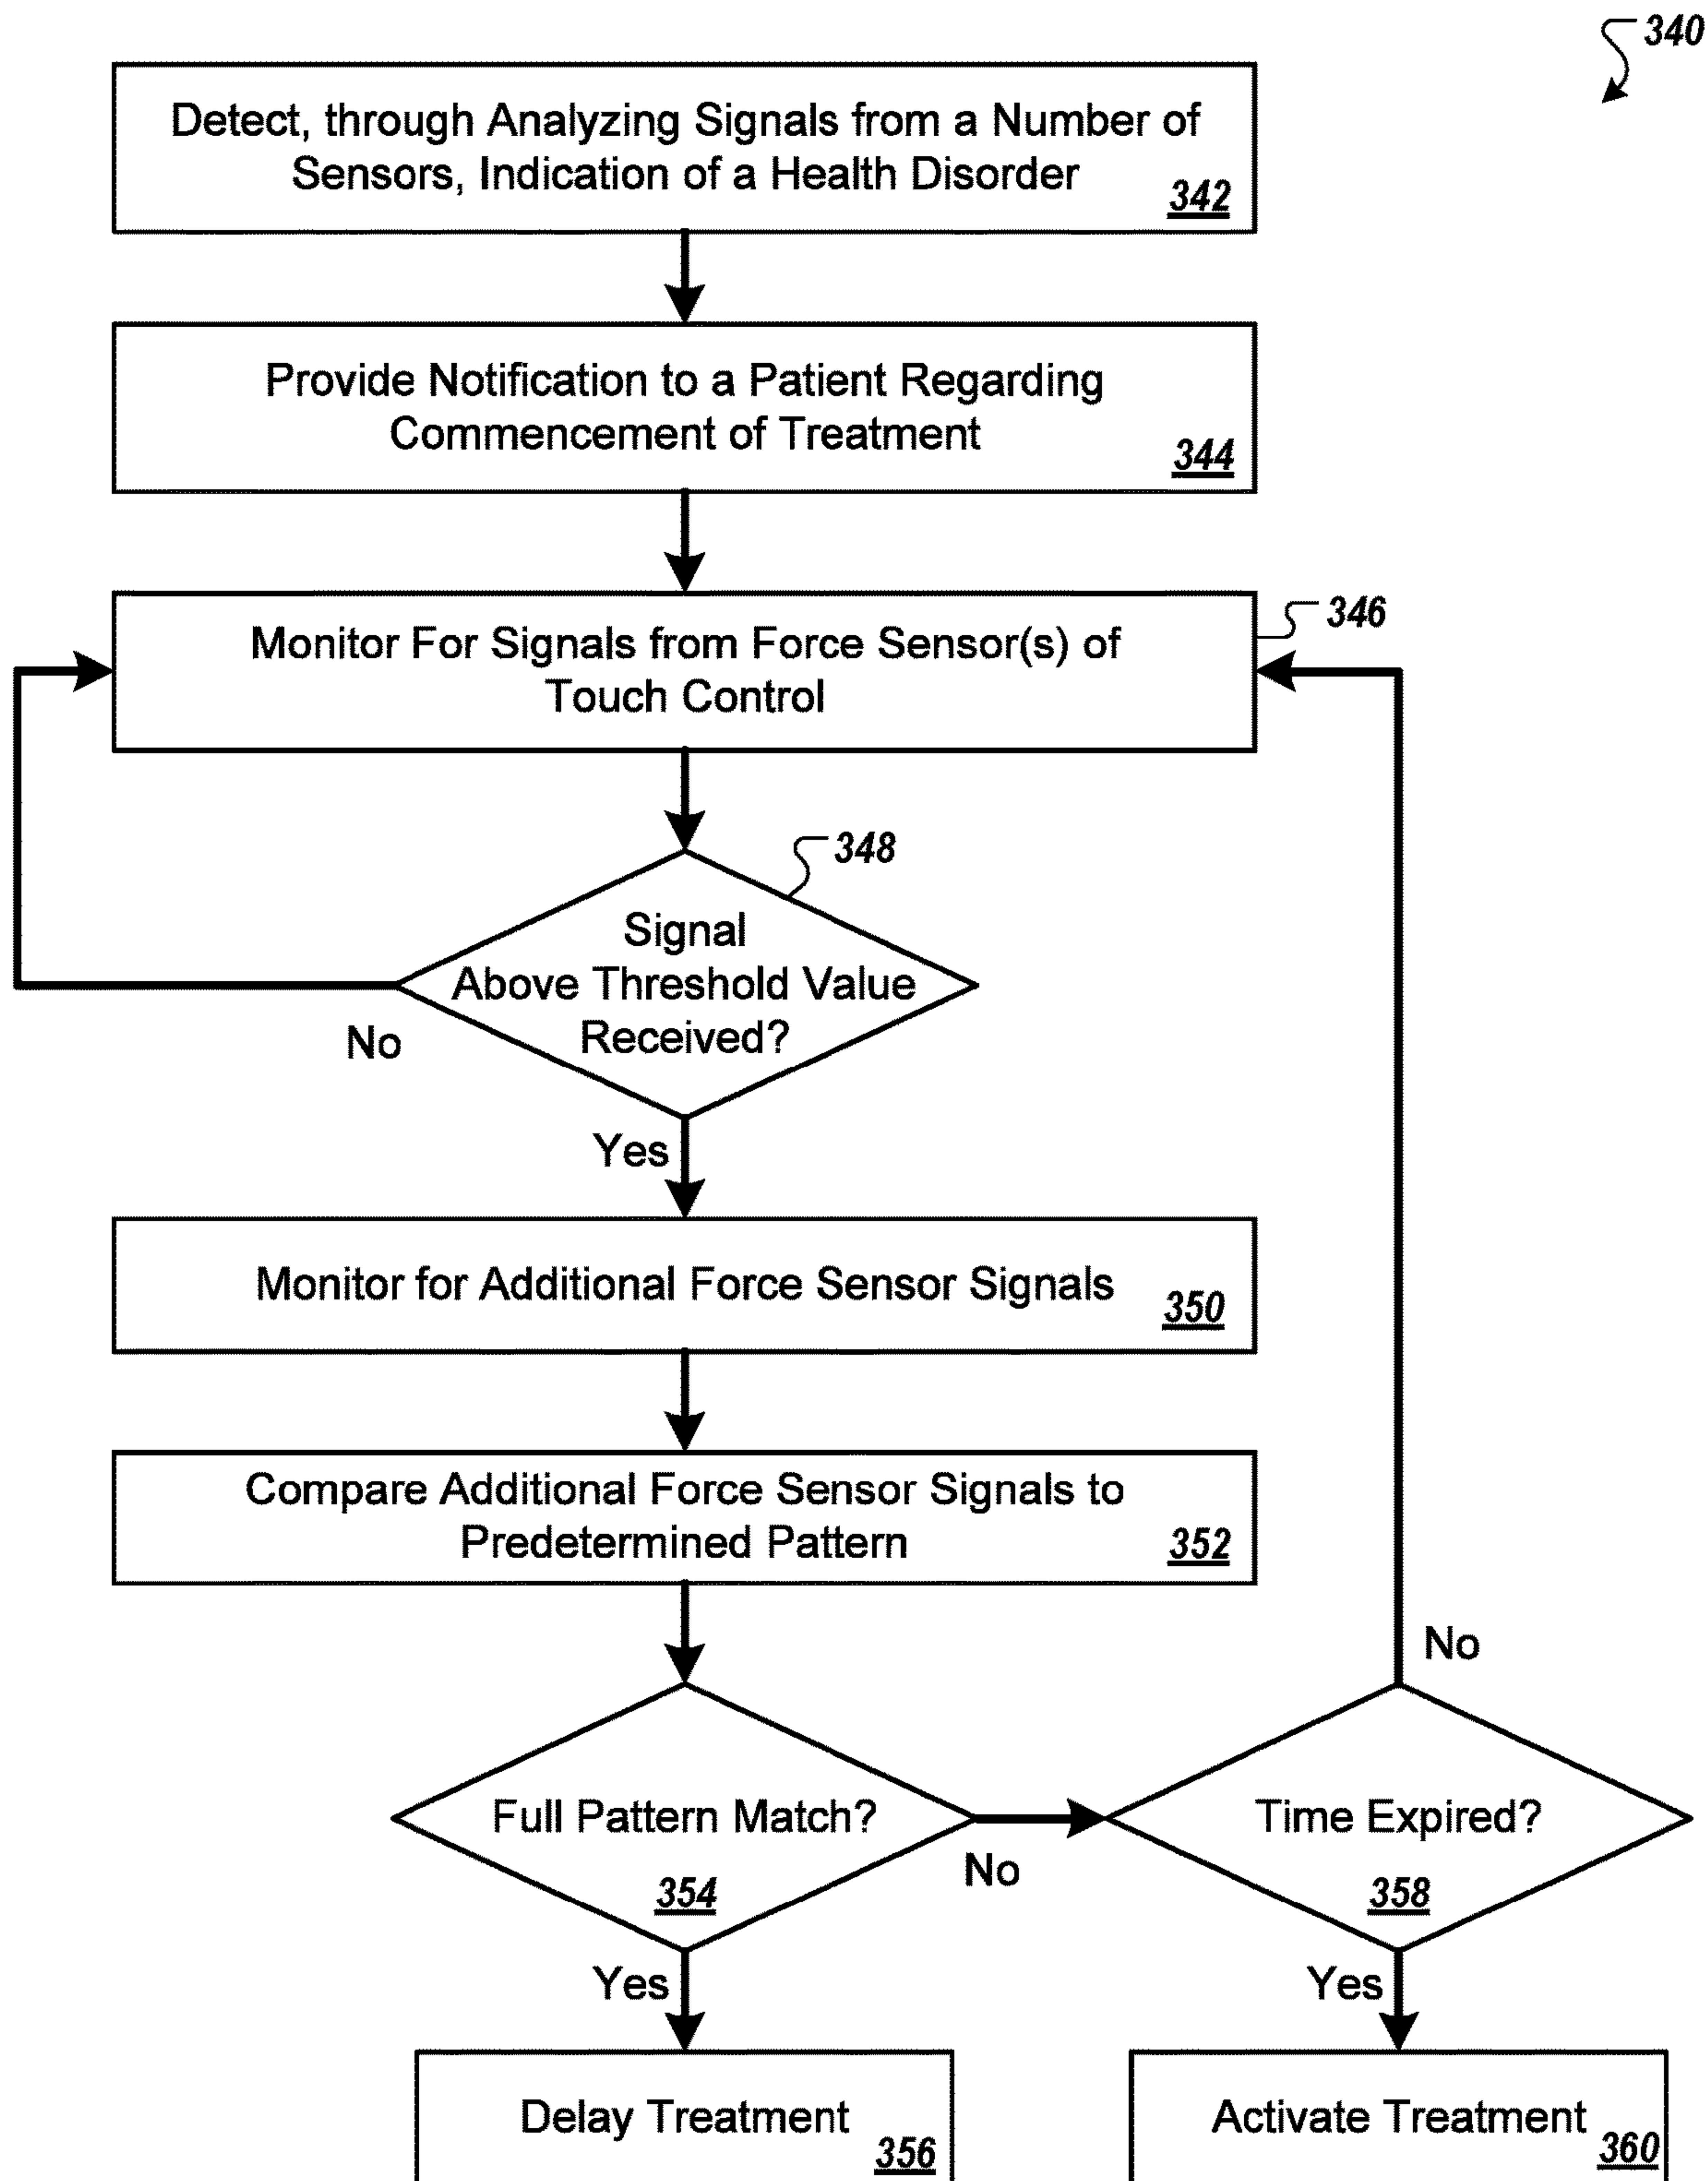 340
Detect, through Analyzing Signals from a Number of
Sensors, Indication of a Health Disorder
342
Provide Notification to a Patient Regarding
Commencement of Treatment
344
Monitor For Signals from Force Sensor(s) of
Touch Control
346
348
Signal
Above Threshold Value
Received?
No
Yes
Monitor for Additional Force Sensor Signals
350
Compare Additional Force Sensor Signals to
Predetermined Pattern
352
Full Pattern Match?
354
No
Time Expired?
358
No
Yes
Yes
Delay Treatment
356
Activate Treatment
360